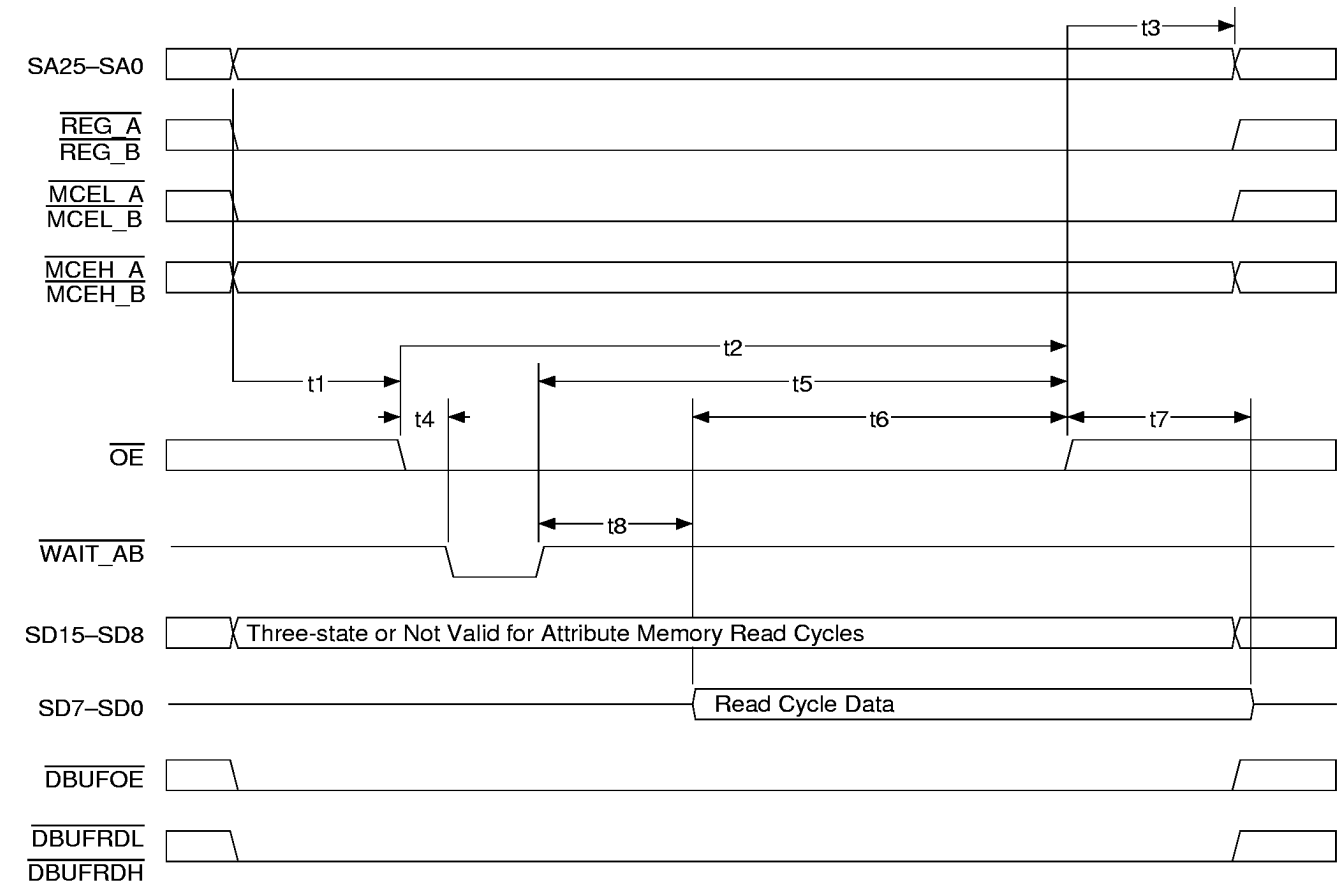 t3
SA25–SA0
REG_A
REG_B
MCEL_A
MCEL_B
MCEH_A
MCEH_B
t2
t1
t5
t4
t6
t7
OE
t8
WAIT_AB
SD15–SD8
Three-state or Not Valid for Attribute Memory Read Cycles
SD7–SD0
Read Cycle Data
DBUFOE
DBUFRDL
DBUFRDH